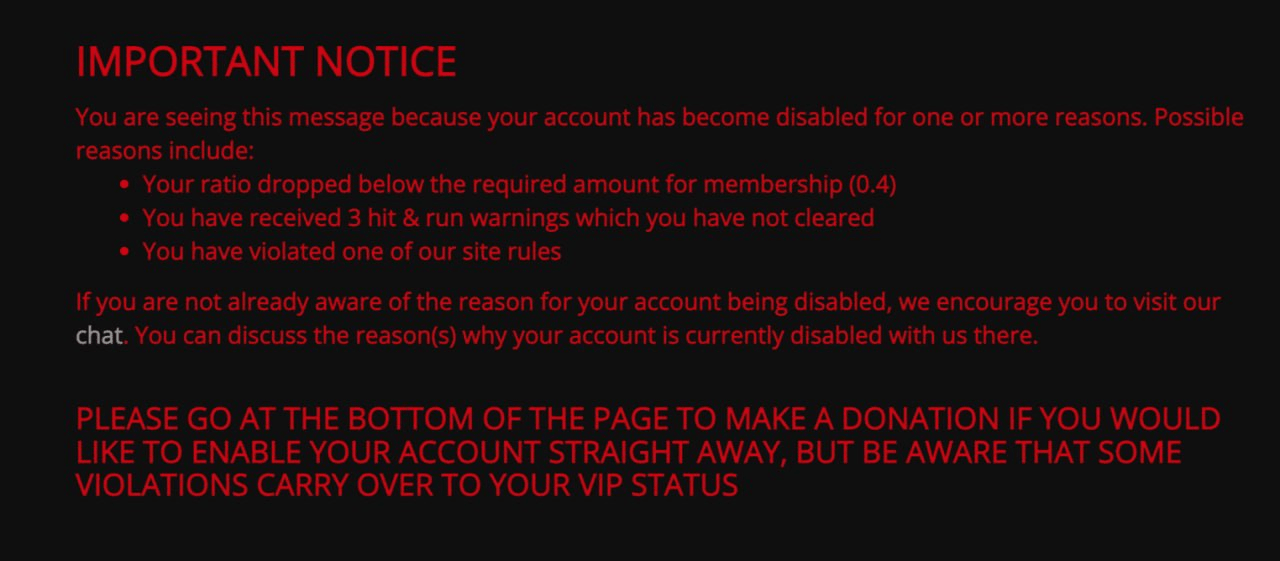 IMPORTANT NOTICE
You are seeing this message because your account has become disabled for one or more reasons. Possible
reasons include:
• Your ratio dropped below the required amount for membership (0.4)
• You have received 3 hit & run warnings which you have not cleared
• You have violated one of our site rules
If you are not already aware of the reason for your account being disabled, we encourage you to visit our
chat. You can discuss the reason(s) why your account is currently disabled with us there.
PLEASE GO AT THE BOTTOM OF THE PAGE TO MAKE A DONATION IF YOU WOULD
LIKE TO ENABLE YOUR ACCOUNT STRAIGHT AWAY, BUT BE AWARE THAT SOME
VIOLATIONS CARRY OVER TO YOUR VIP STATUS